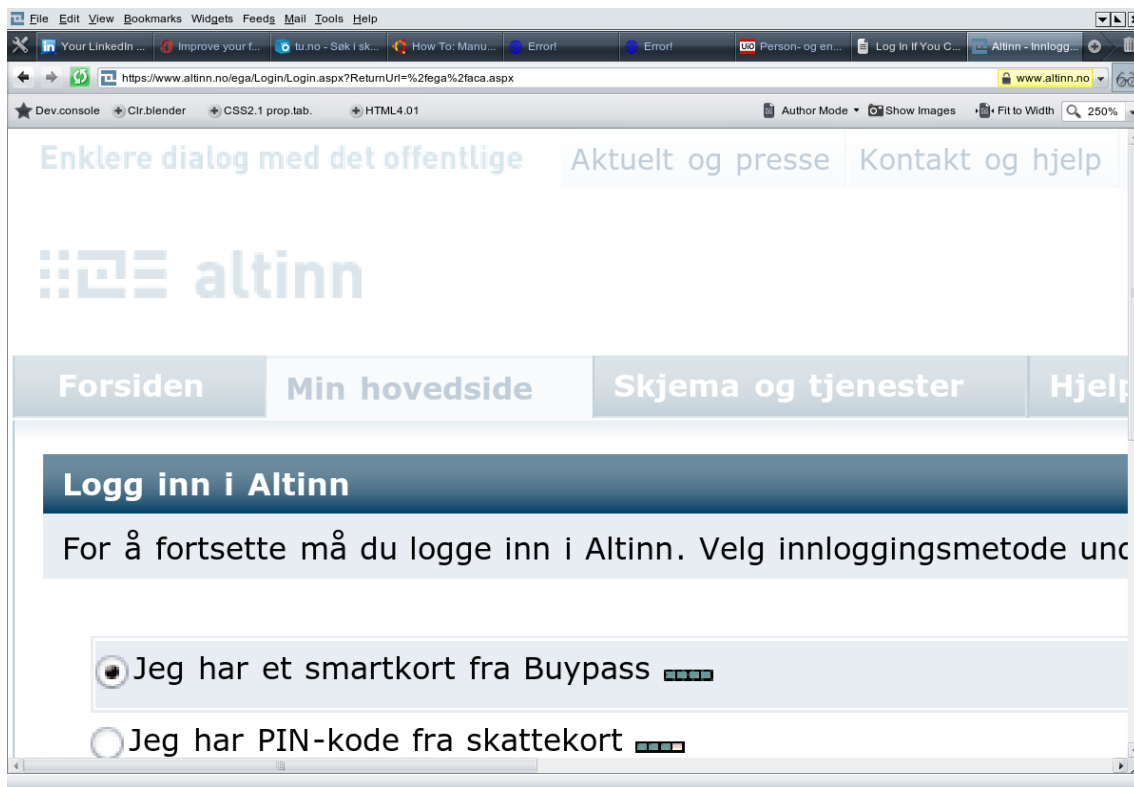 File Edit View Bookmarks Widgets Feeds Mail Tools Help
Your LinkedIn ... Improve your f... tu.no - Søk i sk... How To: Manu... Error! Error! UiO Person- og en... Log In If You C... Altinn - Innlogg...
https://www.altinn.no/ega/Login/Login.aspx?ReturnUrl=%2fega%2faca.aspx www.altinn.no
Dev.console Clr.blender CSS2.1 prop.tab. HTML4.01 Author Mode Show Images Fit to Width 250%
Enklere dialog med det offentlige Aktuelt og presse Kontakt og hjelp
altinn
Forsiden Min hovedside Skjema og tjenester Hjelp
Logg inn i Altinn
For å fortsette må du logge inn i Altinn. Velg innloggingsmetode und
Jeg har et smartkort fra Buypass
Jeg har PIN-kode fra skattekort